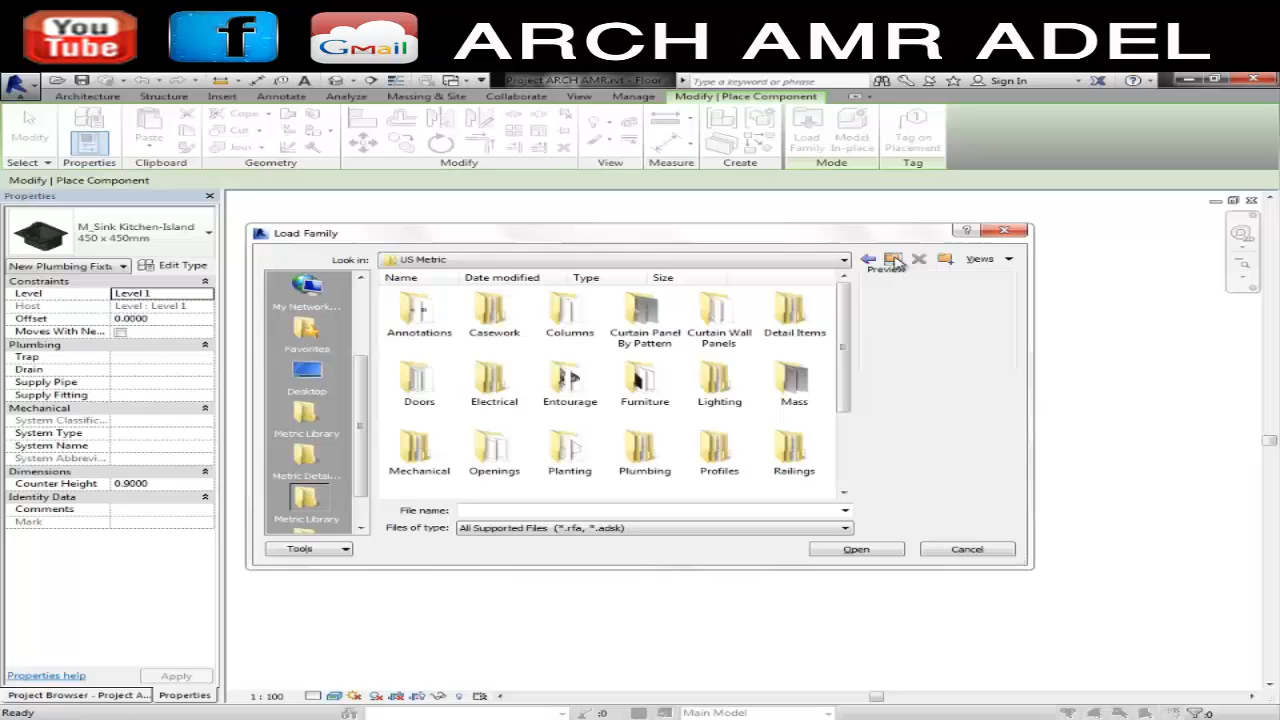 You Tube
f
Gmail
ARCH AMR ADEL
Project ARCH AMR.rvt - Floor
Type a keyword or phrase
Sign In
Architecture Structure Insert Annotate Analyze Massing & Site Collaborate View Manage Modify | Place Component
Modify
Paste
Cope
Cut
Join
Load Family
Model In-place
Tag on Placement
Select Properties Clipboard Geometry Modify View Measure Create Mode Tag
Modify | Place Component
Properties
M_Sink Kitchen-Island
450 x 450mm
New Plumbing Fixt
Edit Type
Constraints
Level Level 1
Host Level : Level 1
Offset 0.0000
Moves With Ne...
Plumbing
Trap
Drain
Supply Pipe
Supply Fitting
Mechanical
System Classific...
System Type
System Name
System Abbrevi...
Dimensions
Counter Height 0.9000
Identity Data
Comments
Mark
Properties help
Apply
Project Browser - Project A...
Properties
Load Family
Look in:
US Metric
Views
Preview
Name Date modified Type Size
My Network...
Favorites
Desktop
Metric Library
Metric Detai...
Metric Library
Annotations Casework Columns Curtain Panel By Pattern Curtain Wall Panels Detail Items
Doors Electrical Entourage Furniture Lighting Mass
Mechanical Openings Planting Plumbing Profiles Railings
File name:
Files of type: All Supported Files (*.rfa, *.adsk)
Tools
Open
Cancel
1 : 100
Ready
:0
Main Model
:0